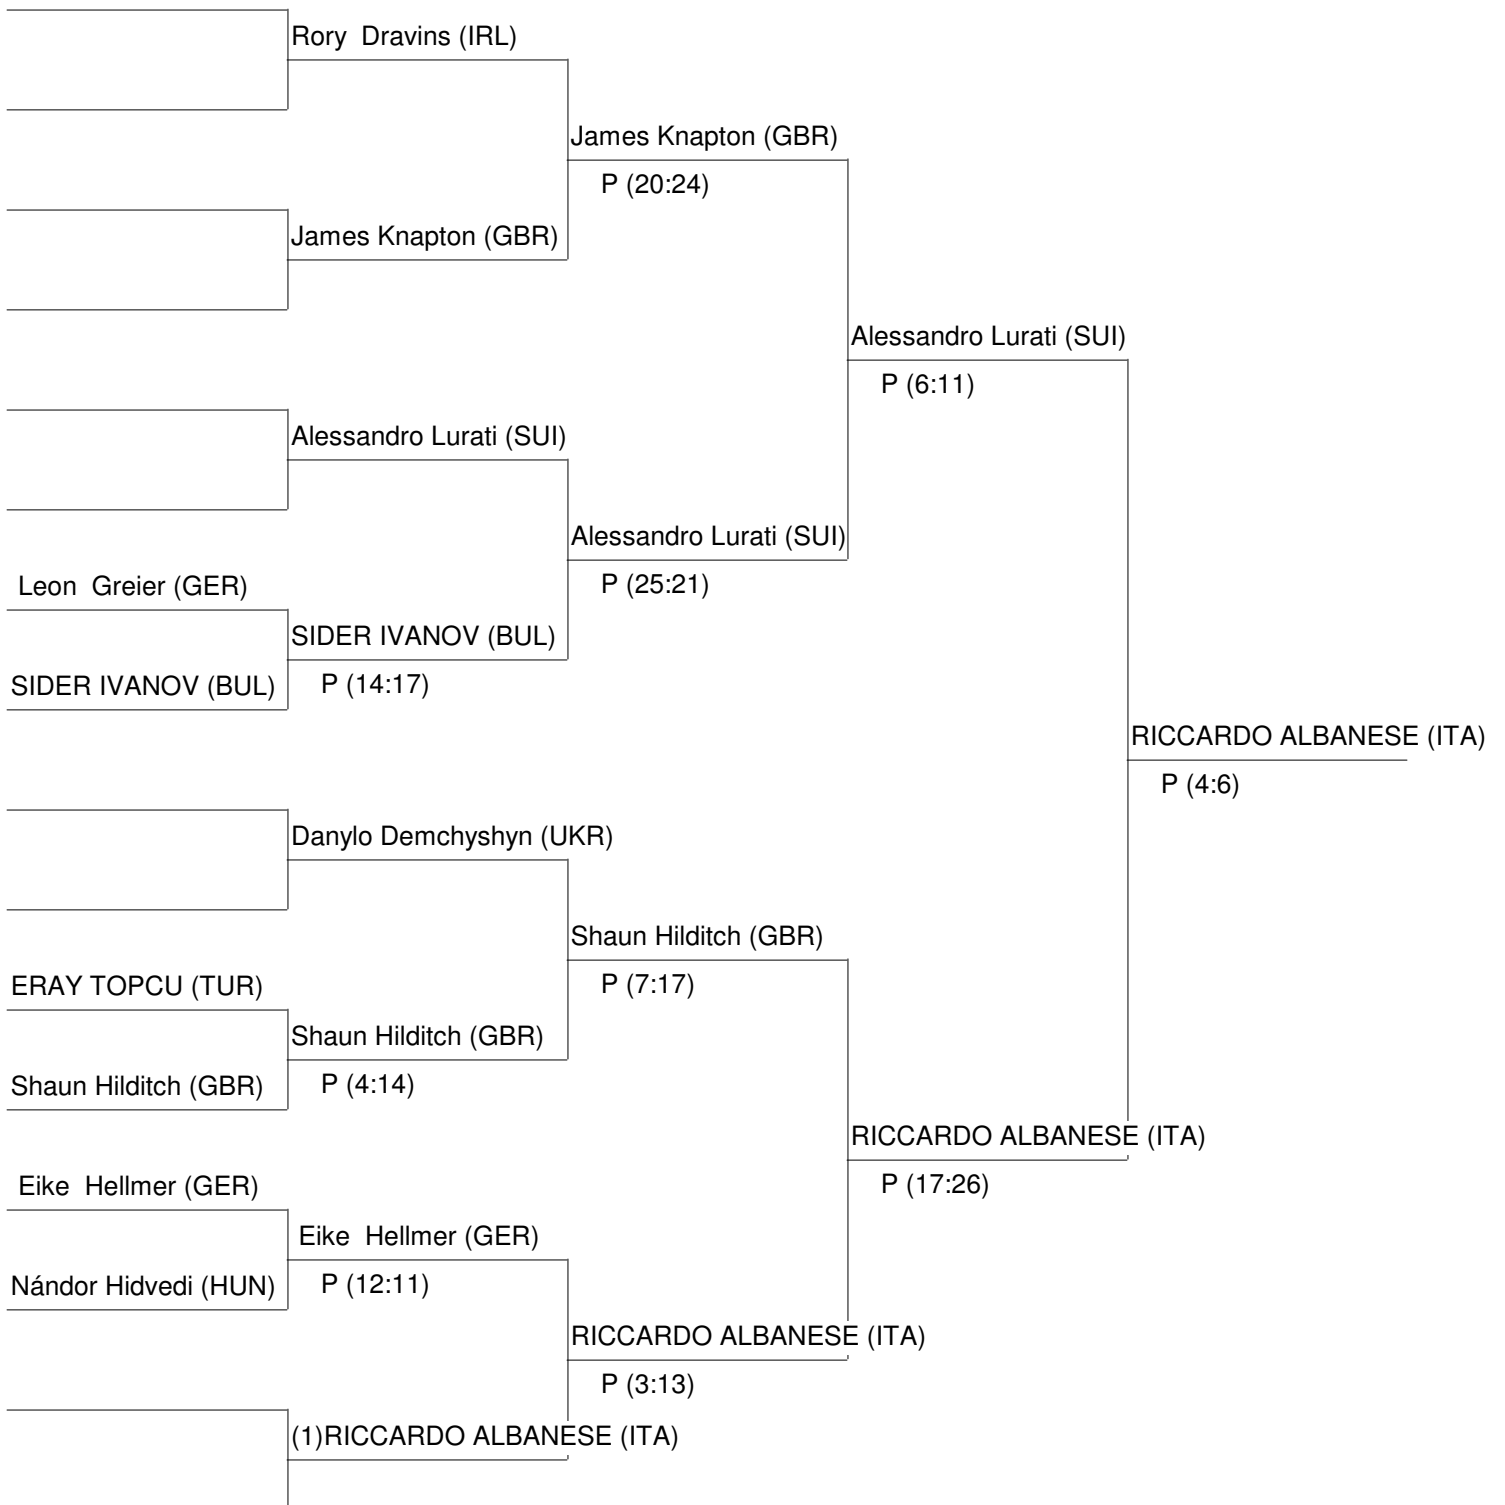 Rory  Dravins (IRL)
James Knapton (GBR)
P (20:24)
James Knapton (GBR)
Alessandro Lurati (SUI)
P (6:11)
Alessandro Lurati (SUI)
Alessandro Lurati (SUI)
P (25:21)
Leon  Greier (GER)
SIDER IVANOV (BUL)
P (14:17)
SIDER IVANOV (BUL)
RICCARDO ALBANESE (ITA)
P (4:6)
Danylo Demchyshyn (UKR)
Shaun Hilditch (GBR)
P (7:17)
ERAY TOPCU (TUR)
Shaun Hilditch (GBR)
P (4:14)
Shaun Hilditch (GBR)
RICCARDO ALBANESE (ITA)
P (17:26)
Eike  Hellmer (GER)
Eike  Hellmer (GER)
P (12:11)
Nándor Hidvedi (HUN)
RICCARDO ALBANESE (ITA)
P (3:13)
(1)RICCARDO ALBANESE (ITA)